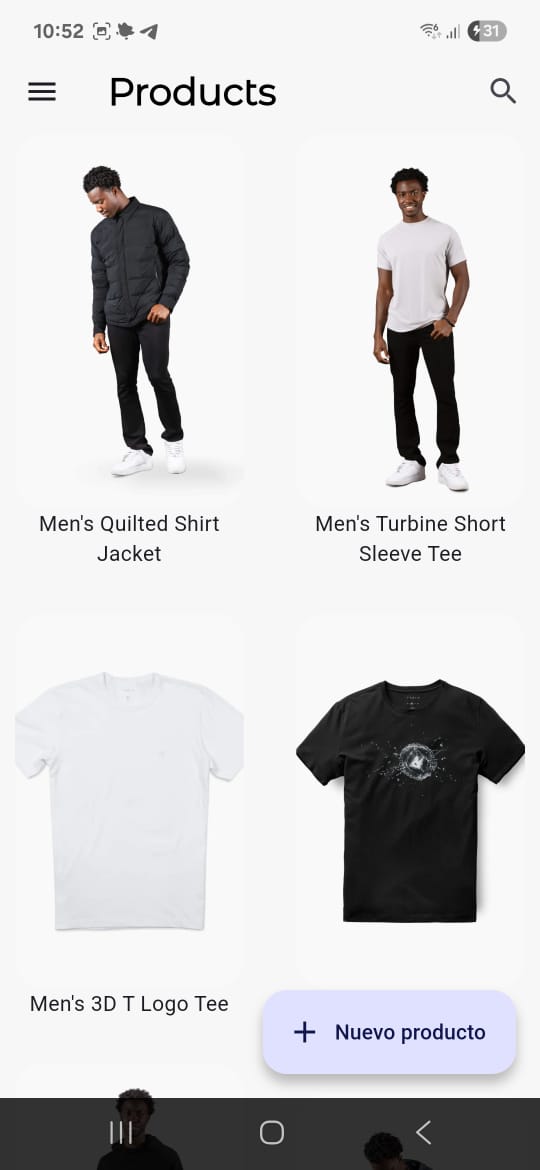 10:52
31
Products
Men's Quilted Shirt
Jacket
Men's Turbine Short
Sleeve Tee
Men's 3D T Logo Tee
Nuevo producto